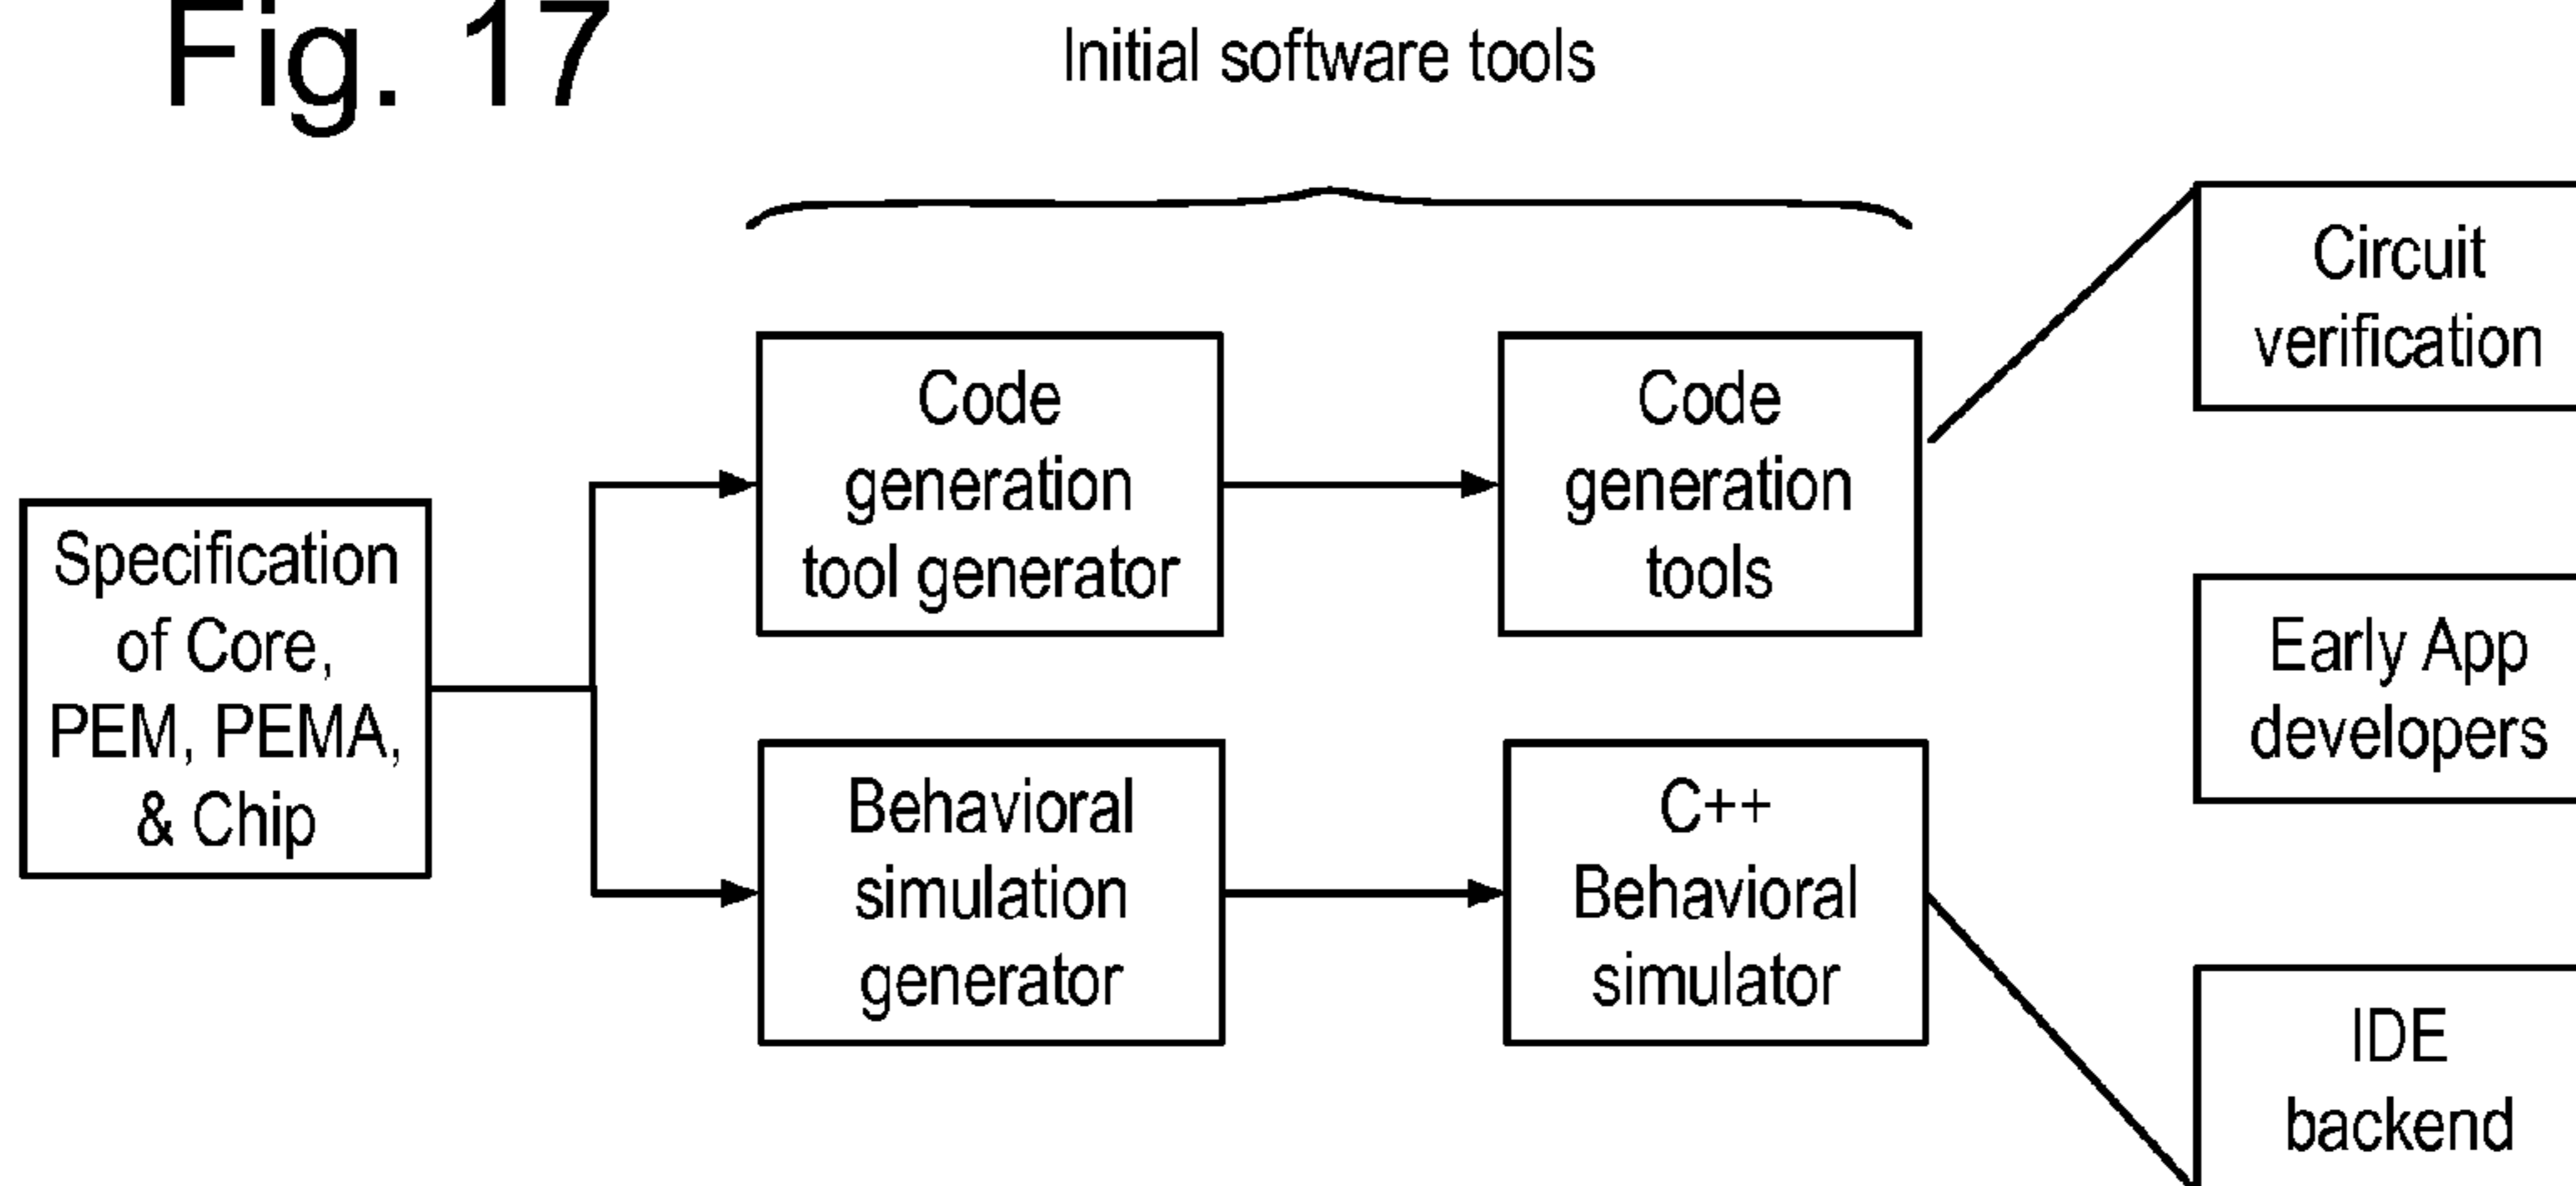 Fig. 17
Initial software tools
Specification
of Core,
PEM, PEMA,
& Chip
Code
generation
tool generator
Code
generation
tools
Behavioral
simulation
generator
C++
Behavioral
simulator
Circuit
verification
Early App
developers
IDE
backend